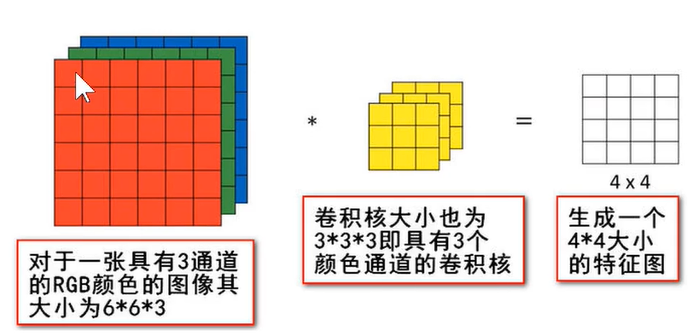 *
=
4 x 4
对于一张具有3通道
的RGB颜色的图像其
大小为6*6*3
卷积核大小也为
3*3*3即具有3个
颜色通道的卷积核
生成一个
4*4大小
的特征图